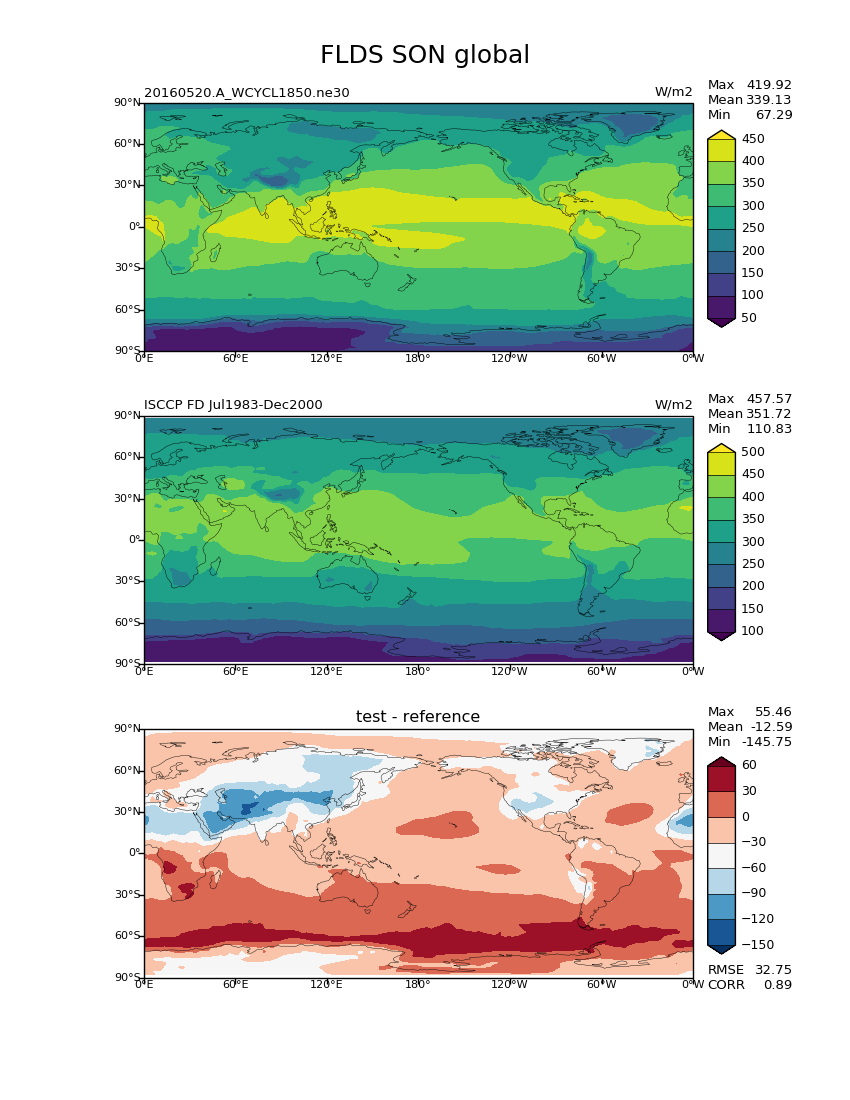 FLDS SON global
20160520.A_WCYCL1850.ne30 W/m2
Max 419.92
Mean 339.13
Min 67.29
90°N
60°N
30°N
0°
30°S
60°S
90°S
0°E 60°E 120°E 180° 120°W 60°W 0°W
450
400
350
300
250
200
150
100
50
ISCCP FD Jul1983-Dec2000 W/m2
Max 457.57
Mean 351.72
Min 110.83
90°N
60°N
30°N
0°
30°S
60°S
90°S
0°E 60°E 120°E 180° 120°W 60°W 0°W
500
450
400
350
300
250
200
150
100
test - reference
Max 55.46
Mean -12.59
Min -145.75
90°N
60°N
30°N
0°
30°S
60°S
90°S
0°E 60°E 120°E 180° 120°W 60°W 0°W
60
30
0
−30
−60
−90
−120
−150
RMSE 32.75
CORR 0.89